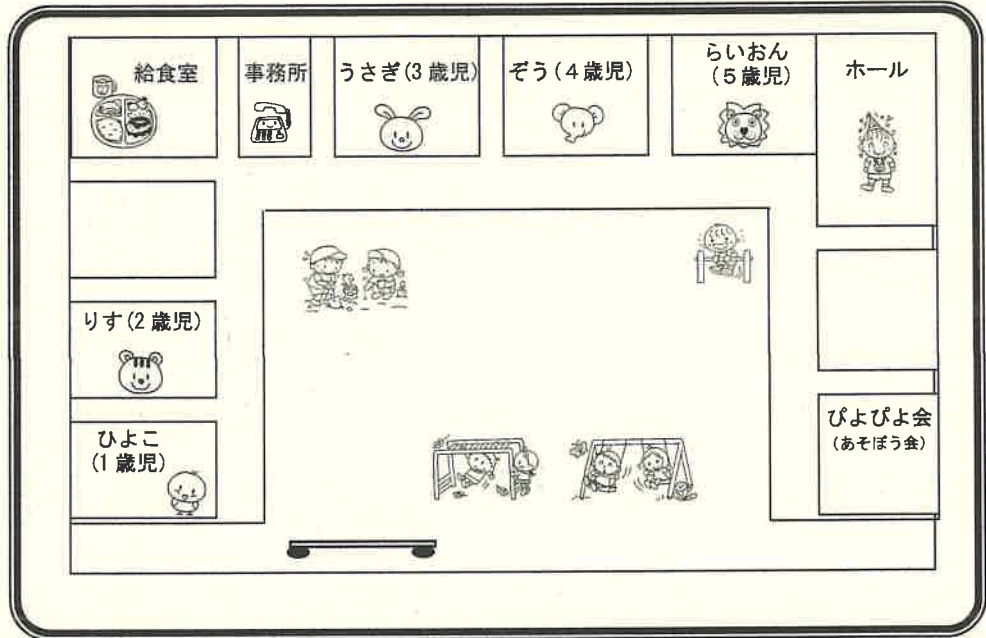 給食室
事務所
うさぎ(3歳児)
ぞう(4歳児)
らいおん
(5歳児)
ホール
りす(2歳児)
ひよこ
(1歳児)
ぴよぴよ会
(あそぼう会)